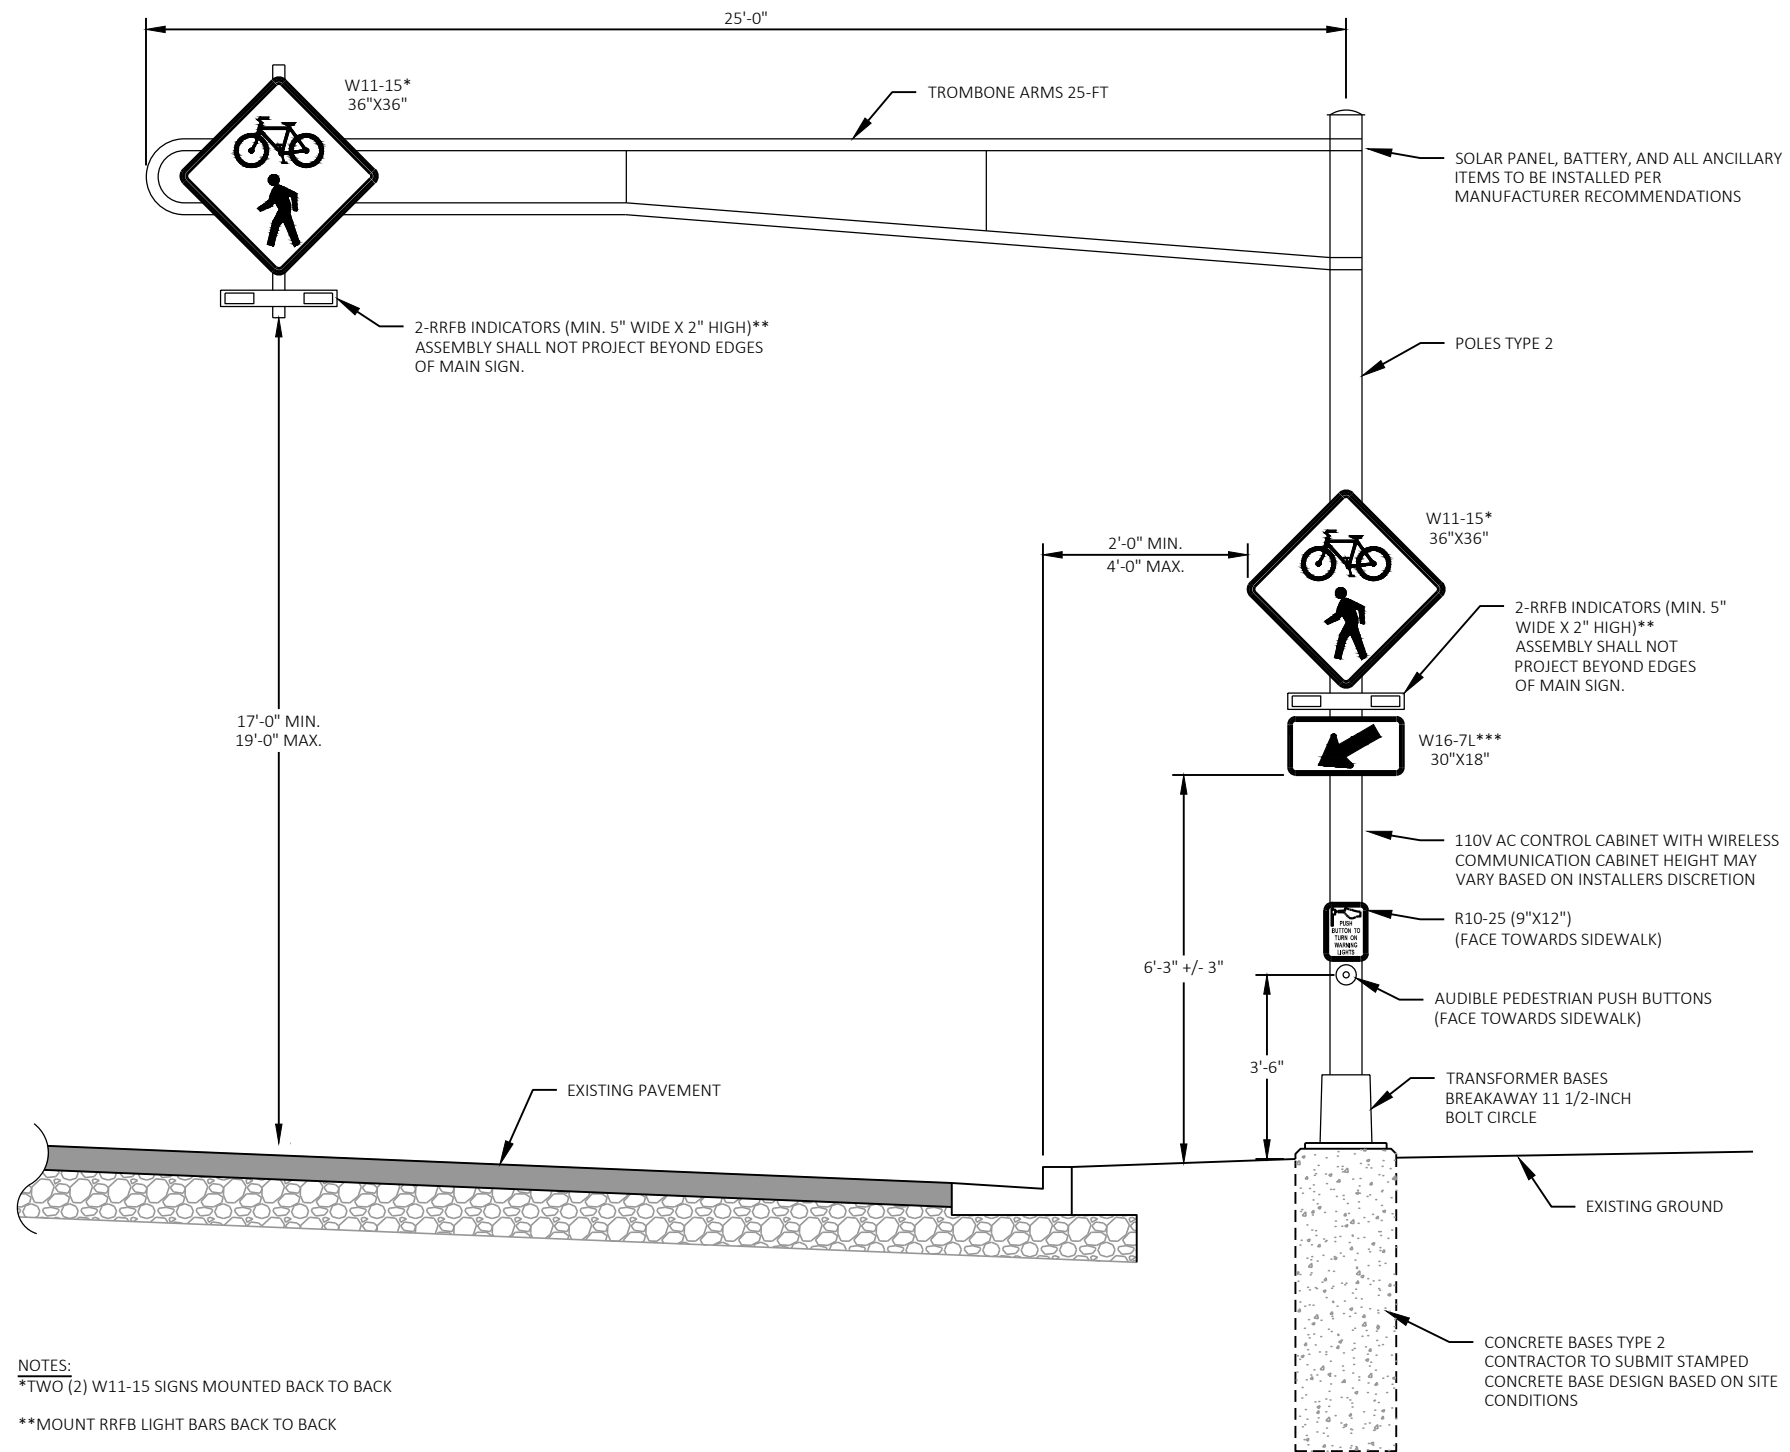 25'-0"
W11-15*
36"X36"
TROMBONE ARMS 25-FT
SOLAR PANEL, BATTERY, AND ALL ANCILLARY
ITEMS TO BE INSTALLED PER
MANUFACTURER RECOMMENDATIONS
2-RRFB INDICATORS (MIN. 5" WIDE X 2" HIGH)**
ASSEMBLY SHALL NOT PROJECT BEYOND EDGES
OF MAIN SIGN.
POLES TYPE 2
W11-15*
36"X36"
2'-0" MIN.
4'-0" MAX.
2-RRFB INDICATORS (MIN. 5"
WIDE X 2" HIGH)**
ASSEMBLY SHALL NOT
PROJECT BEYOND EDGES
OF MAIN SIGN.
17'-0" MIN.
19'-0" MAX.
W16-7L***
30"X18"
110V AC CONTROL CABINET WITH WIRELESS
COMMUNICATION CABINET HEIGHT MAY
VARY BASED ON INSTALLERS DISCRETION
R10-25 (9"X12")
(FACE TOWARDS SIDEWALK)
PUSH
BUTTON TO
TURN ON
WARNING
LIGHTS
6'-3" +/- 3"
AUDIBLE PEDESTRIAN PUSH BUTTONS
(FACE TOWARDS SIDEWALK)
3'-6"
TRANSFORMER BASES
BREAKAWAY 11 1/2-INCH
BOLT CIRCLE
EXISTING PAVEMENT
EXISTING GROUND
CONCRETE BASES TYPE 2
CONTRACTOR TO SUBMIT STAMPED
CONCRETE BASE DESIGN BASED ON SITE
CONDITIONS
NOTES:
*TWO (2) W11-15 SIGNS MOUNTED BACK TO BACK
**MOUNT RRFB LIGHT BARS BACK TO BACK